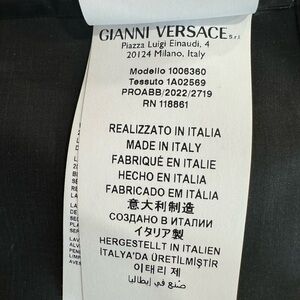 GIANNI VERSACE S.r.l.
Piazza Luigi Einaudi, 4
20124 Milano, Italy
Modello 1006360
Tessuto 1A02569
PROABB/2022/2719
RN 118861
REALIZZATO IN ITALIA
MADE IN ITALY
FABRIQUÉ EN ITALIE
HECHO EN ITALIA
FABRICADO EM ITÁLIA
意大利制造
СОЗДАНО В ИТАЛИИ
イタリア製
HERGESTELLT IN ITALIEN
ITALYA'DA ÜRETİLMİŞTİR
이태리 제
صنع في إيطاليا